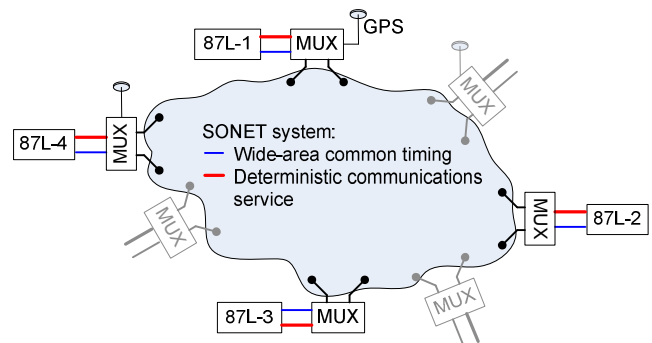 87L-1
MUX
GPS
MUX
87L-4
MUX
SONET system:
Wide-area common timing
Deterministic communications
service
MUX
87L-2
MUX
87L-3
MUX
MUX